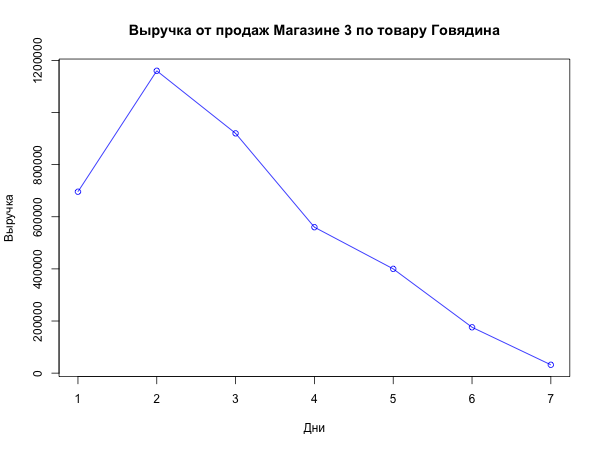 Выручка от продаж Магазине 3 по товару Говядина
1200000
800000
600000
400000
200000
0
Выручка
1 2 3 4 5 6 7
Дни